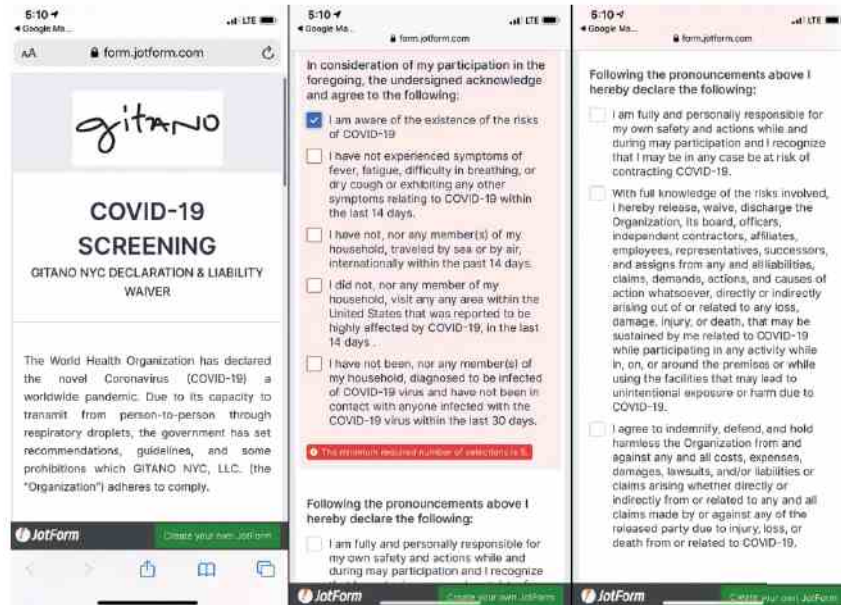 5:10
LTE
Google Ma...
AA
form.jotform.com
gitano
COVID-19
SCREENING
GITANO NYC DECLARATION & LIABILITY
WAIVER
The World Health Organization has declared
the novel Coronavirus (COVID-19) a
worldwide pandemic. Due to its capacity to
transmit from person-to-person through
respiratory droplets, the government has set
recommendations, guidelines, and some
prohibitions which GITANO NYC, LLC. (the
"Organization") adheres to comply.
JotForm
Create your own JotForm
5:10
LTE
Google Ma...
form.jotform.com
In consideration of my participation in the
foregoing, the undersigned acknowledge
and agree to the following:
I am aware of the existence of the risks
of COVID-19
I have not experienced symptoms of
fever, fatigue, difficulty in breathing, or
dry cough or exhibiting any other
symptoms relating to COVID-19 within
the last 14 days.
I have not, nor any member(s) of my
household, traveled by sea or by air,
internationally within the past 14 days.
I did not, nor any member of my
household, visit any any area within the
United States that was reported to be
highly affected by COVID-19, in the last
14 days.
I have not been, nor any member(s) of
my household, diagnosed to be infected
of COVID-19 virus and have not been in
contact with anyone infected with the
COVID-19 virus within the last 30 days.
The minimum required number of selections is 5.
Following the pronouncements above I
hereby declare the following:
I am fully and personally responsible for
my own safety and actions while and
during may participation and I recognize
JotForm
Create your own JotForm
5:10
LTE
Google Ma...
form.jotform.com
Following the pronouncements above I
hereby declare the following:
I am fully and personally responsible for
my own safety and actions while and
during may participation and I recognize
that I may be in any case be at risk of
contracting COVID-19.
With full knowledge of the risks involved,
I hereby release, waive, discharge the
Organization, its board, officers,
independent contractors, affiliates,
employees, representatives, successors,
and assigns from any and all liabilities,
claims, demands, actions, and causes of
action whatsoever, directly or indirectly
arising out of or related to any loss,
damage, injury, or death, that may be
sustained by me related to COVID-19
while participating in any activity while
in, on, or around the premises or while
using the facilities that may lead to
unintentional exposure or harm due to
COVID-19.
I agree to indemnify, defend, and hold
harmless the Organization from and
against any and all costs, expenses,
damages, lawsuits, and/or liabilities or
claims arising whether directly or
indirectly from or related to any and all
claims made by or against any of the
released party due to injury, loss, or
death from or related to COVID-19.
JotForm
Create your own JotForm